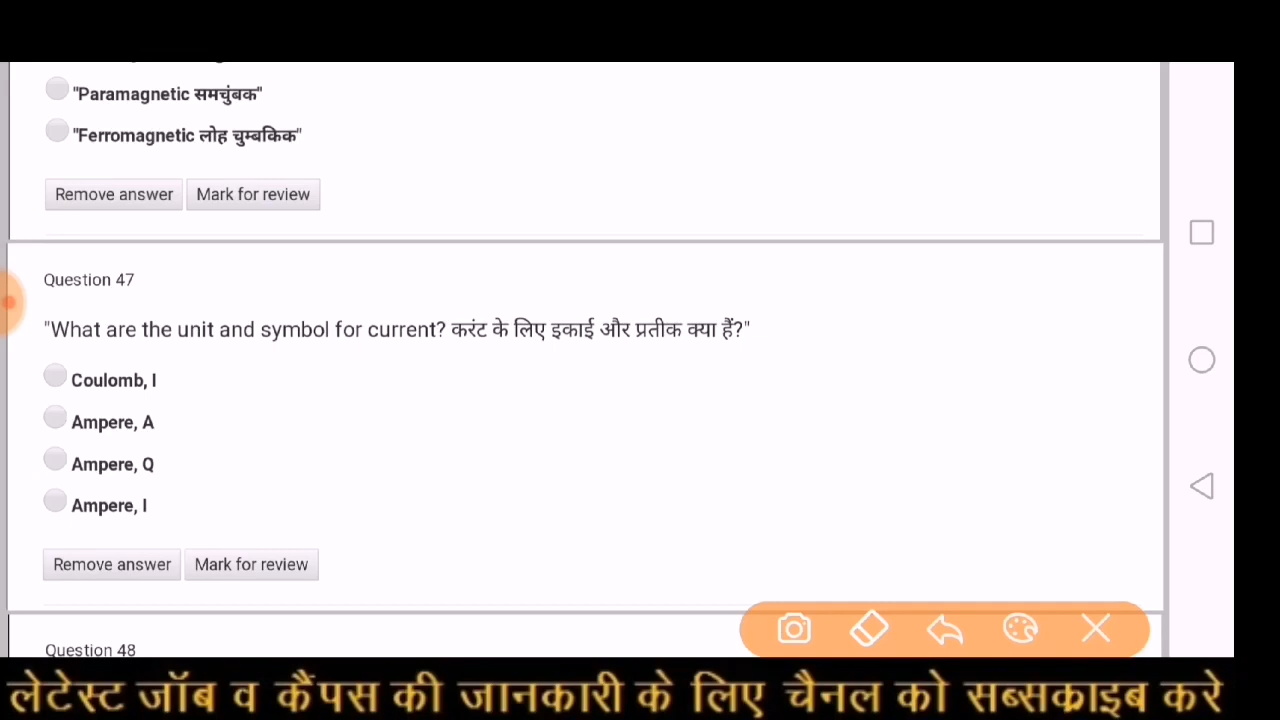 "Paramagnetic समचुंबक"
"Ferromagnetic लोह चुम्बकिक"
Remove answer Mark for review
Question 47
"What are the unit and symbol for current? करंट के लिए इकाई और प्रतीक क्या हैं?"
Coulomb, I
Ampere, A
Ampere, Q
Ampere, I
Remove answer Mark for review
Question 48
लेटेस्ट जॉब व कैंपस की जानकारी के लिए चैनल को सब्सक्राइब करे